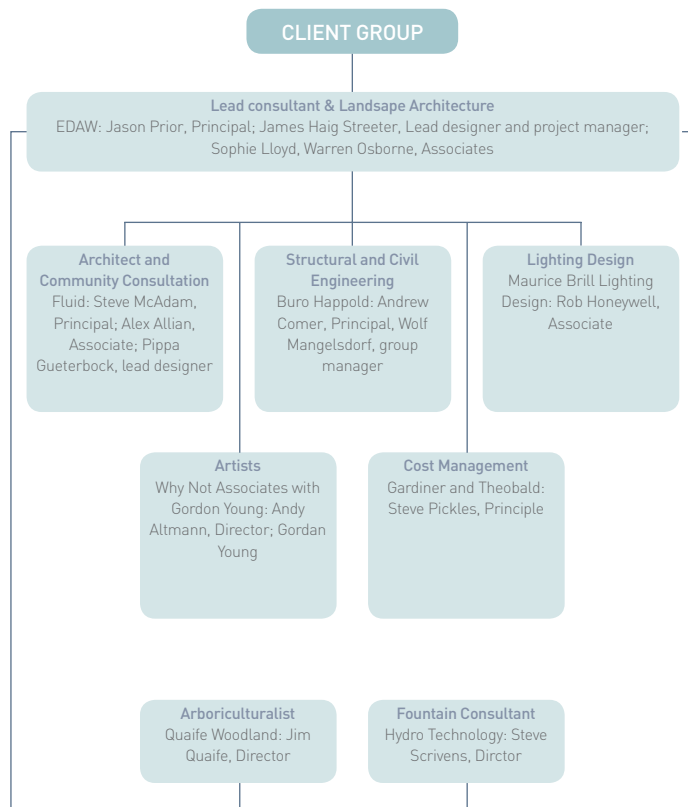 CLIENT GROUP
Lead consultant & Landsape Architecture
EDAW: Jason Prior, Principal; James Haig Streeter, Lead designer and project manager;
Sophie Lloyd, Warren Osborne, Associates
Architect and
Community Consultation
Fluid: Steve McAdam,
Principal; Alex Allian,
Associate; Pippa
Gueterbock, lead designer
Structural and Civil
Engineering
Buro Happold: Andrew
Comer, Principal, Wolf
Mangelsdorf, group
manager
Lighting Design
Maurice Brill Lighting
Design: Rob Honeywell,
Associate
Artists
Why Not Associates with
Gordon Young: Andy
Altmann, Director; Gordan
Young
Cost Management
Gardiner and Theobald:
Steve Pickles, Principle
Arboriculturalist
Quaife Woodland: Jim
Quaife, Director
Fountain Consultant
Hydro Technology: Steve
Scrivens, Dirctor